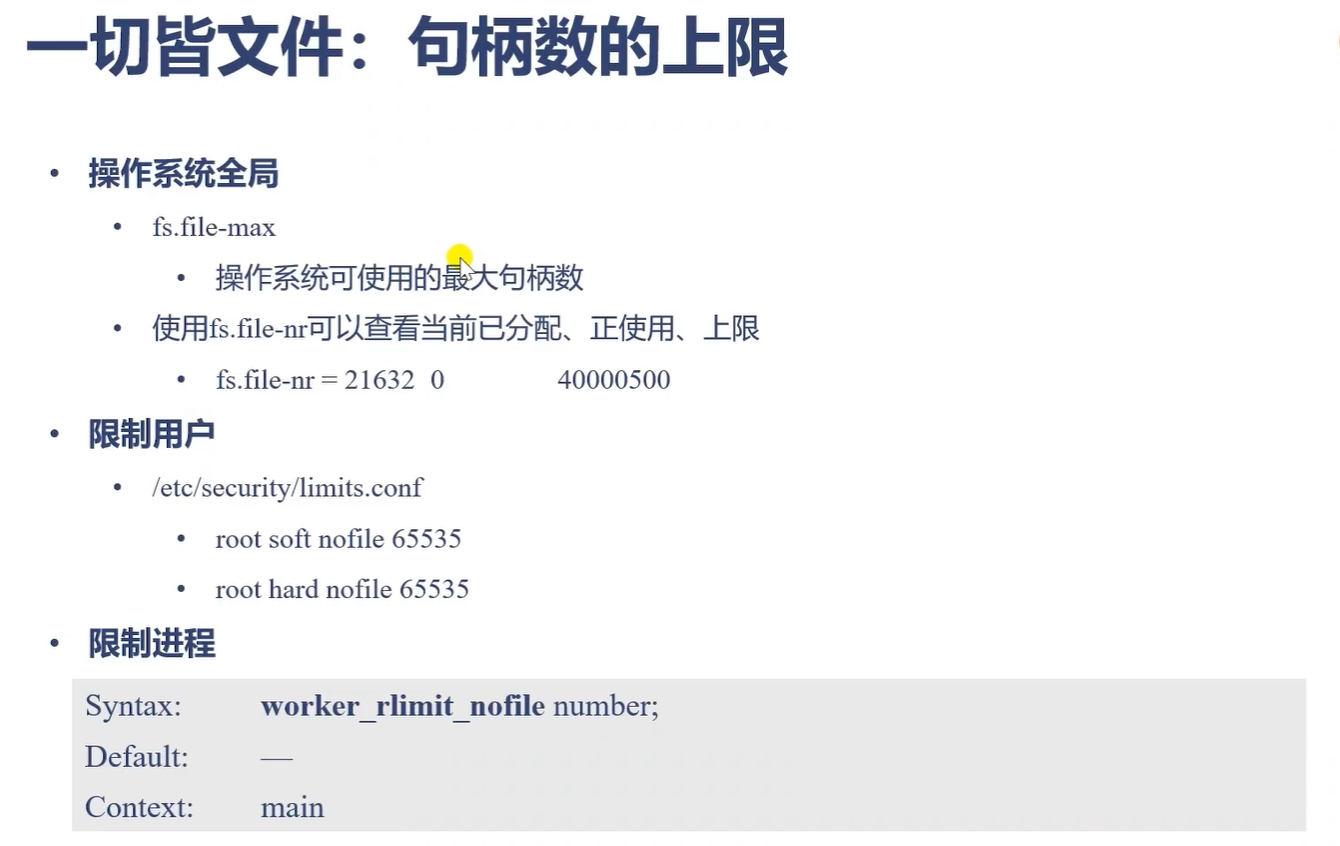 一切皆文件：句柄数的上限
• 操作系统全局
• fs.file-max
• 操作系统可使用的最大句柄数
• 使用fs.file-nr可以查看当前已分配、正使用、上限
• fs.file-nr = 21632 0 40000500
• 限制用户
• /etc/security/limits.conf
• root soft nofile 65535
• root hard nofile 65535
• 限制进程
Syntax: worker_rlimit_nofile number;
Default: —
Context: main